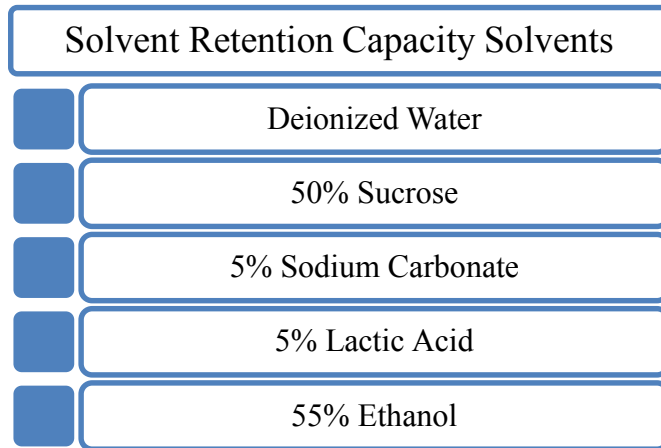 Solvent Retention Capacity Solvents
Deionized Water
50% Sucrose
5% Sodium Carbonate
5% Lactic Acid
55% Ethanol